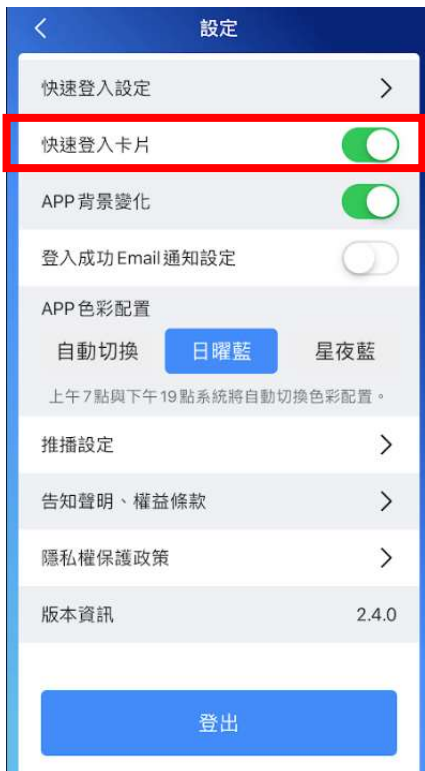 設定
快速登入設定
快速登入卡片
APP背景變化
登入成功Email通知設定
APP色彩配置
自動切換 日曜藍 星夜藍
上午7點與下午19點系統將自動切換色彩配置。
推播設定
告知聲明、權益條款
隱私權保護政策
版本資訊 2.4.0
登出